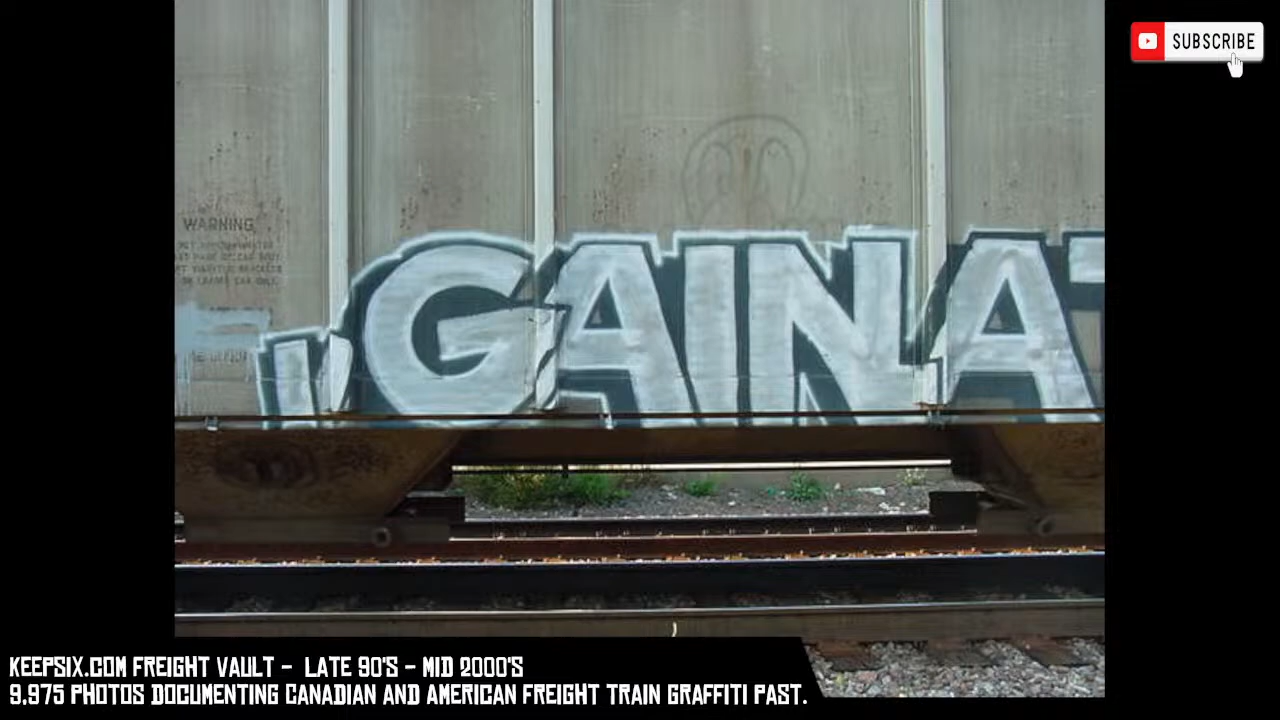 SUBSCRIBE
WARNING
GAINA
KEEPSIX.COM FREIGHT VAULT - LATE 90'S - MID 2000'S
9,975 PHOTOS DOCUMENTING CANADIAN AND AMERICAN FREIGHT TRAIN GRAFFITI PAST.